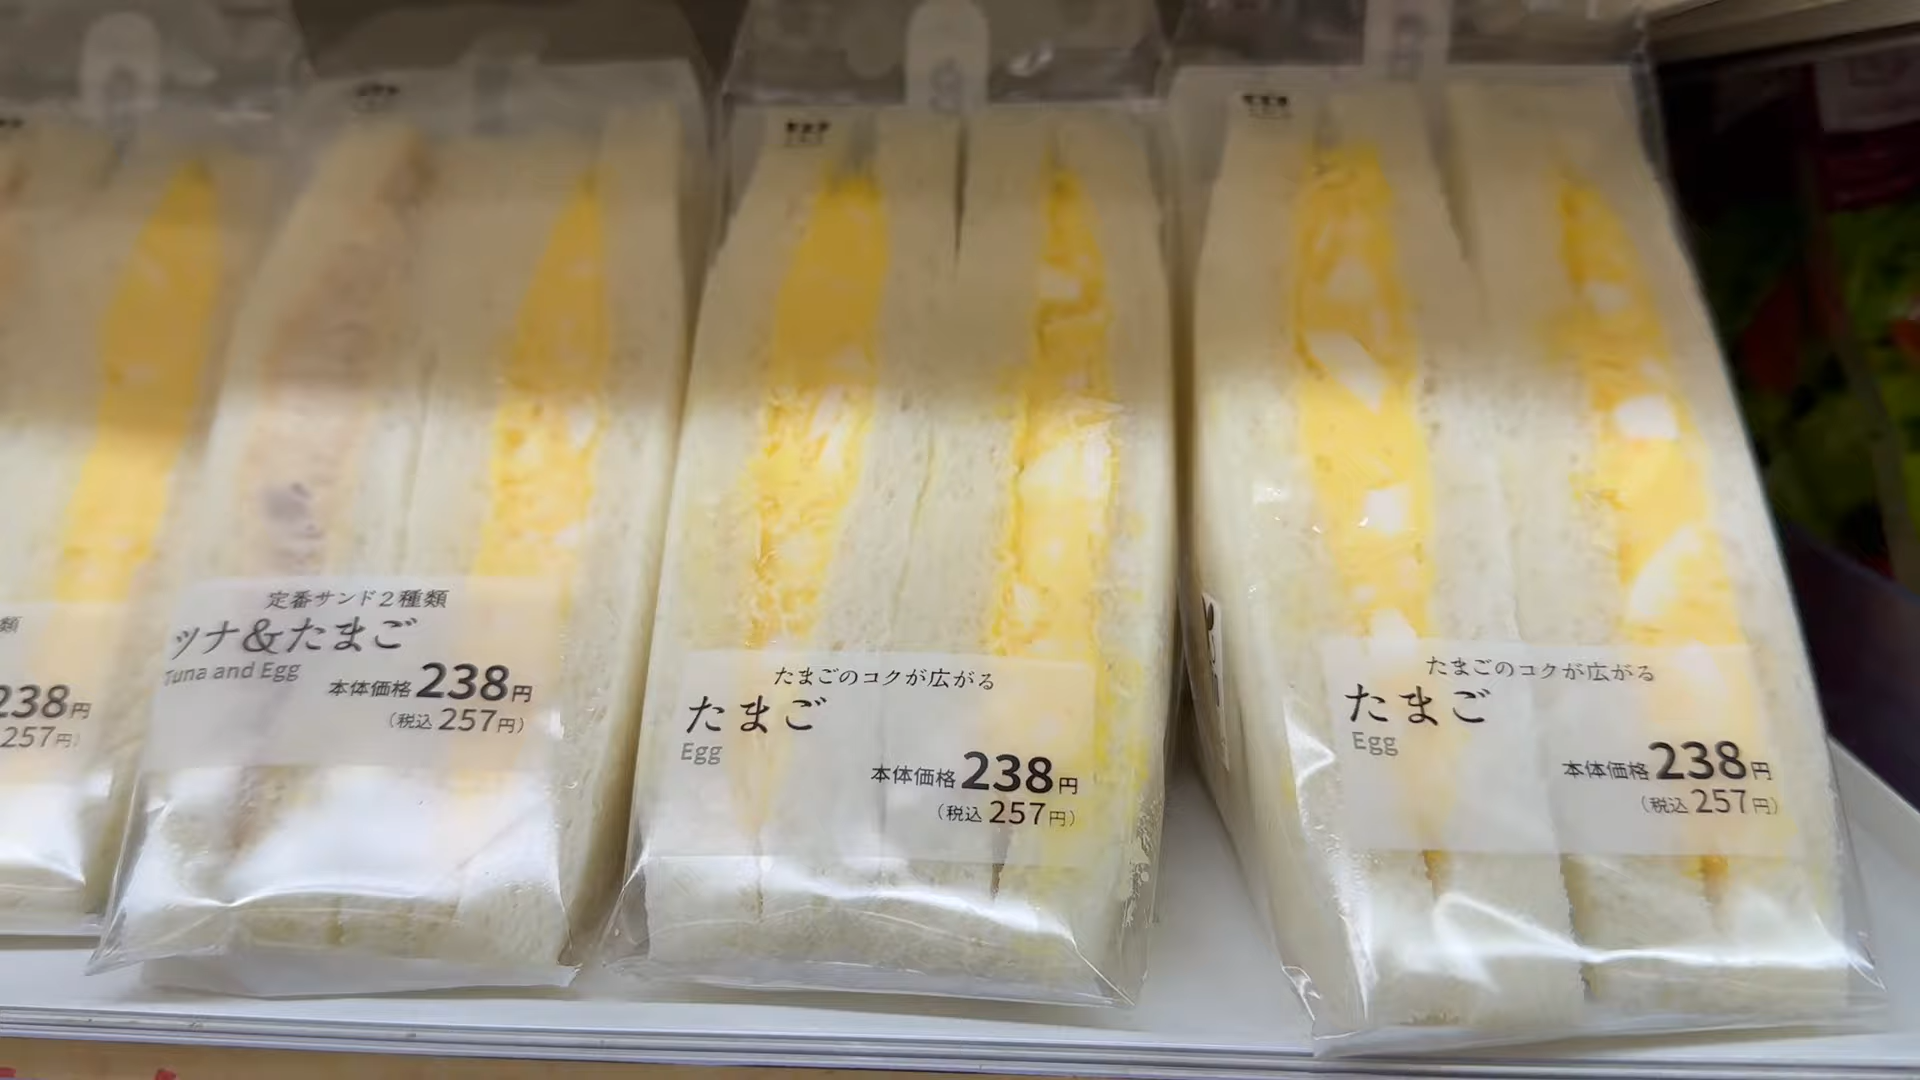 類
238円
257円）
定番サンド2種類
ツナ&たまご
Tuna and Egg
本体価格238円
（税込257円）
たまごのコクが広がる
たまご
Egg
本体価格238円
（税込257円）
たまごのコクが広がる
たまご
Egg
本体価格238円
（税込257円）